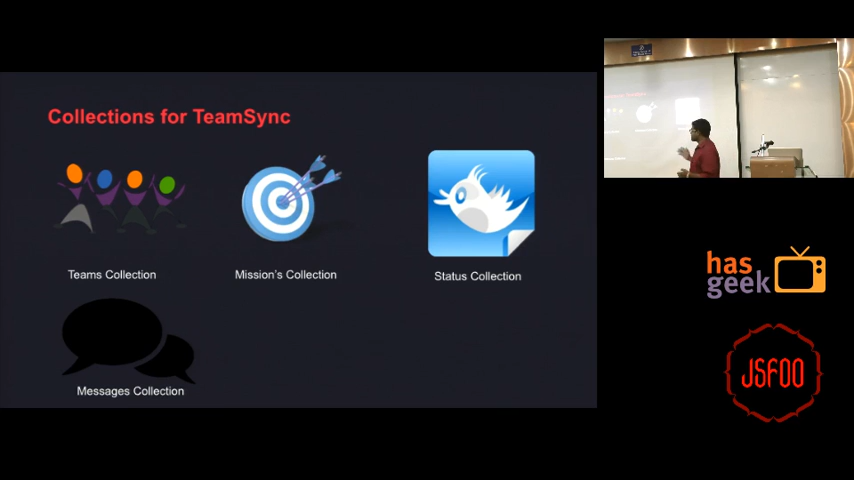 Collections for TeamSync
Teams Collection
Mission's Collection
Status Collection
Messages Collection
has
geek
JSFOO